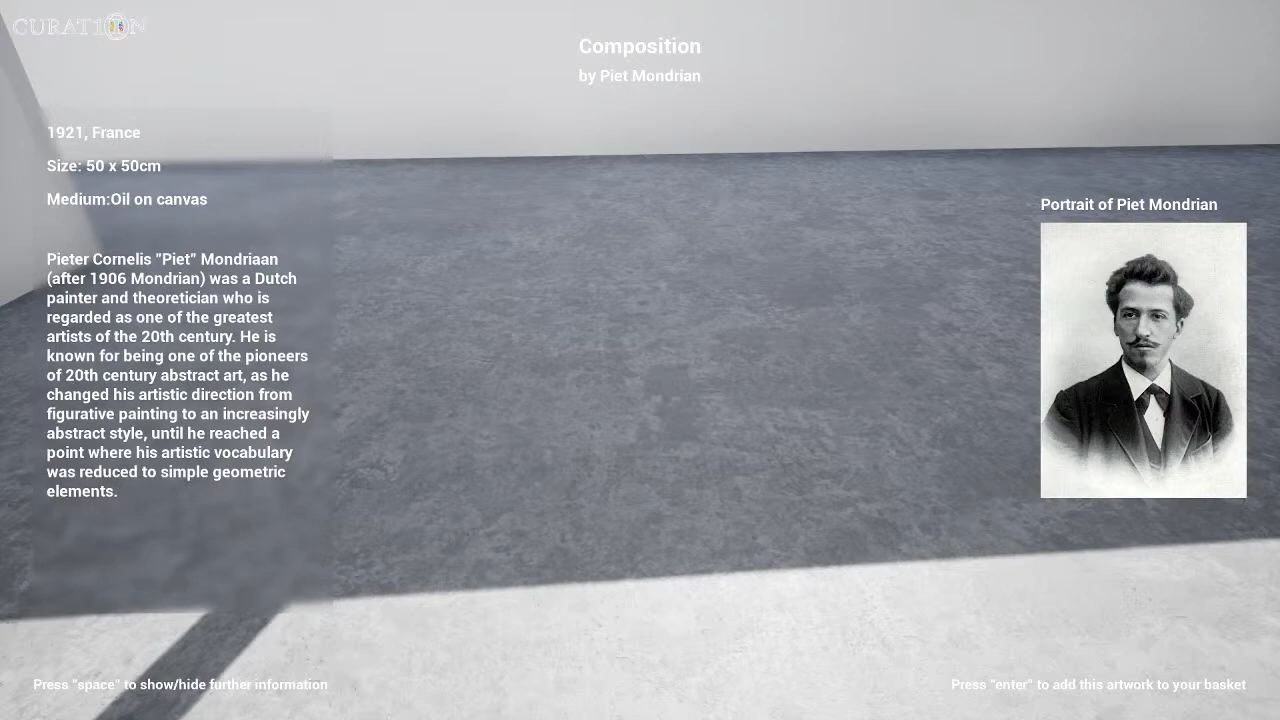 CURAT10N
Composition
by Piet Mondrian
1921, France
Size: 50 x 50cm
Medium:Oil on canvas
Pieter Cornelis "Piet" Mondriaan
(after 1906 Mondrian) was a Dutch
painter and theoretician who is
regarded as one of the greatest
artists of the 20th century. He is
known for being one of the pioneers
of 20th century abstract art, as he
changed his artistic direction from
figurative painting to an increasingly
abstract style, until he reached a
point where his artistic vocabulary
was reduced to simple geometric
elements.
Portrait of Piet Mondrian
Press "space" to show/hide further information
Press "enter" to add this artwork to your basket